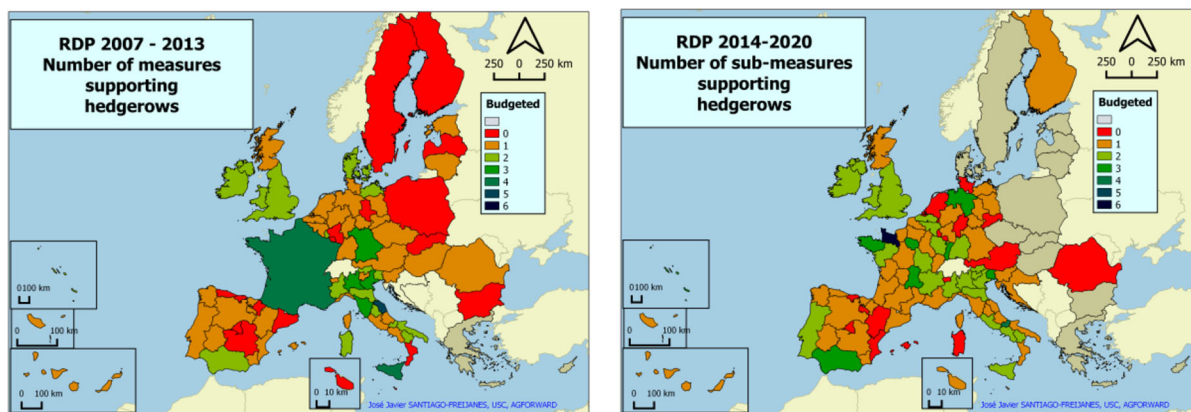 RDP 2007 - 2013
Number of measures
supporting
hedgerows
250 0 250 km
Budgeted
0
1
2
3
4
5
6
0100 km
0 100 km
0 100 km
0 10 km
José Javier SANTIAGO-FREIJANES, USC, AGFORWARD
RDP 2014-2020
Number of sub-measures
supporting
hedgerows
250 0 250 km
Budgeted
0
1
2
3
4
5
6
0100 km
0 100 km
0 100 km
0 10 km
José Javier SANTIAGO-FREIJANES, USC, AGFORWARD